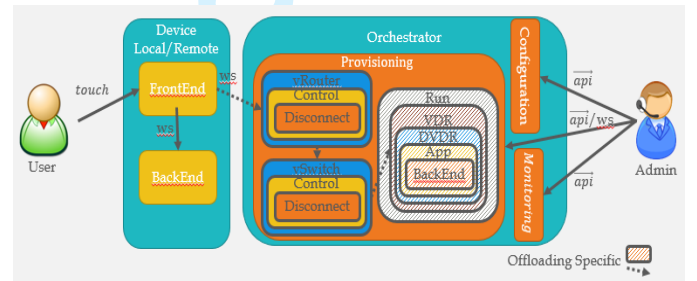 Device
Local/Remote
FrontEnd
ws
BackEnd
touch
User
ws
Orchestrator
Provisioning
vRouter
Control
Disconnect
vSwitch
Control
Disconnect
Run
VDR
DVDR
App
BackEnd
Configuration
Monitoring
api
api/ws
api
Admin
Offloading Specific